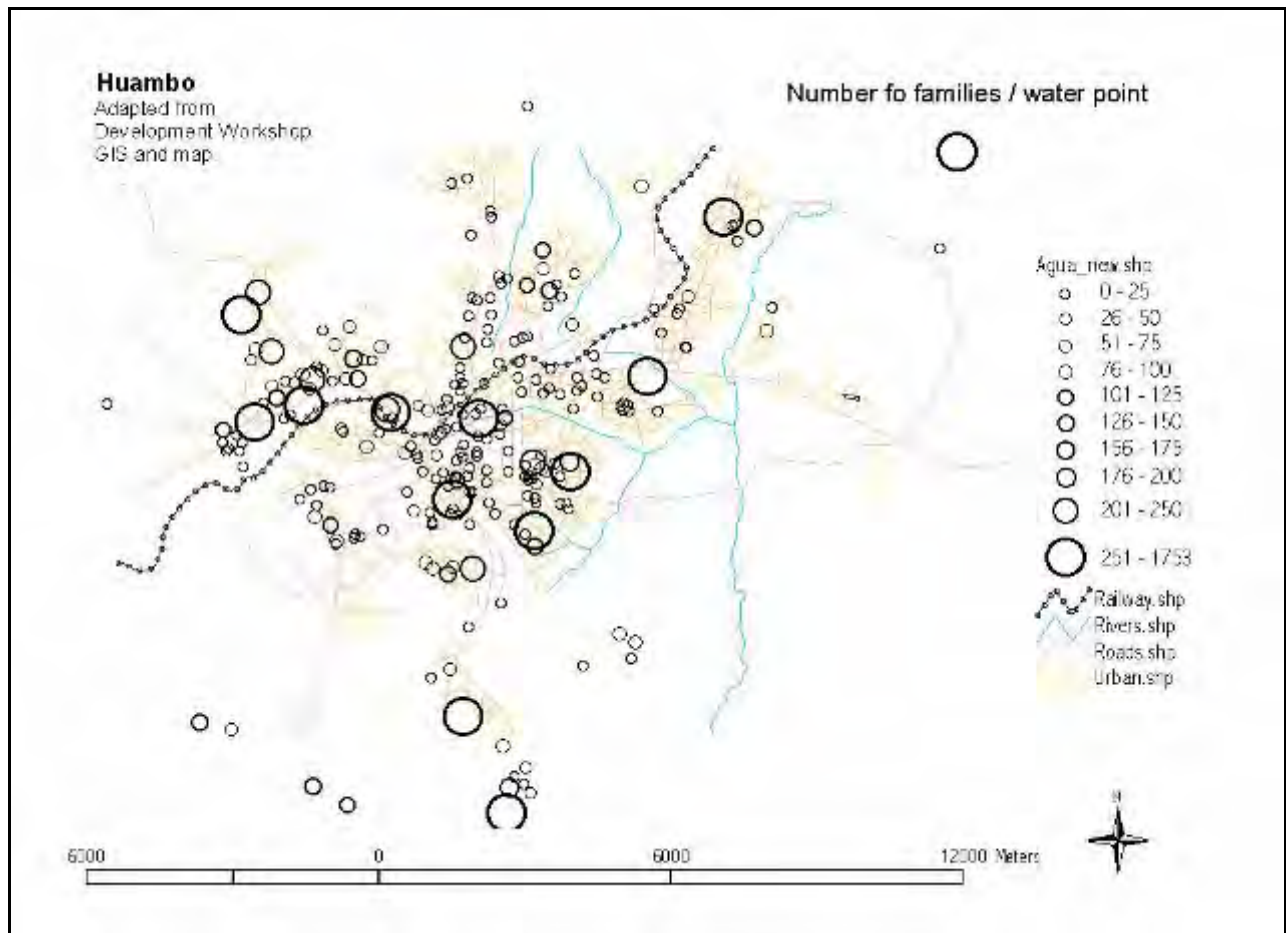 Huambo
Adapted from
Development Workshop
GIS and map
Number fo families / water point
Agua_new.shp
0 - 25
26 - 50
51 - 75
76 - 100
101 - 125
126 - 150
156 - 175
176 - 200
201 - 250
251 - 1753
Railway.shp
Rivers.shp
Roads.shp
Urban.shp
N
6000 0 6000 12000 Meters